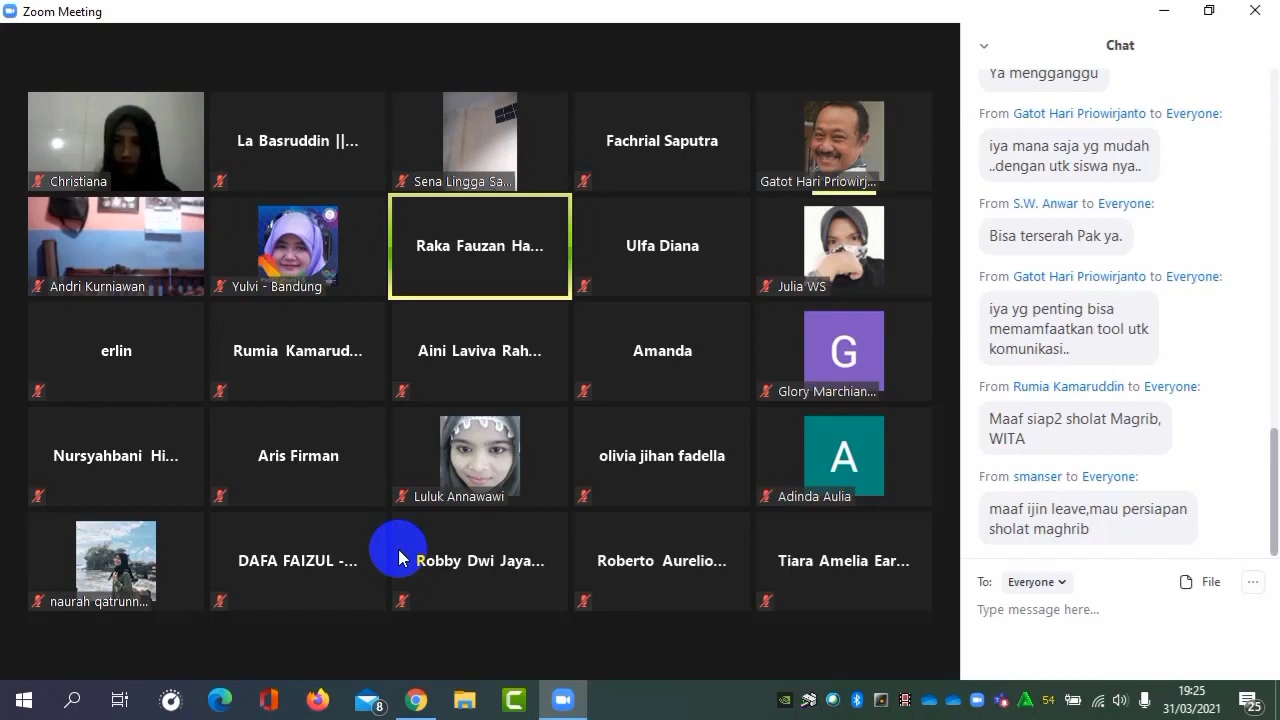 Zoom Meeting
Christiana
La Basruddin ||...
Sena Lingga Sa...
Fachrial Saputra
Gatot Hari Priowirj...
Andri Kurniawan
Yulvi - Bandung
Raka Fauzan Ha...
Ulfa Diana
Julia WS
erlin
Rumia Kamarud...
Aini Laviva Rah...
Amanda
G
Glory Marchian...
Nursyahbani Hi...
Aris Firman
Luluk Annawawi
olivia jihan fadella
A
Adinda Aulia
naurah qatrunn...
DAFA FAIZUL -...
Robby Dwi Jaya...
Roberto Aurelio...
Tiara Amelia Ear...
Chat
Ya mengganggu
From Gatot Hari Priowirjanto to Everyone:
iya mana saja yg mudah
..dengan utk siswa nya..
From S.W. Anwar to Everyone:
Bisa terserah Pak ya.
From Gatot Hari Priowirjanto to Everyone:
iya yg penting bisa
memamfaatkan tool utk
komunikasi..
From Rumia Kamaruddin to Everyone:
Maaf siap2 sholat Magrib,
WITA
From smanser to Everyone:
maaf ijin leave,mau persiapan
sholat maghrib
To: Everyone
File
Type message here...
8
54
19:25
31/03/2021
25